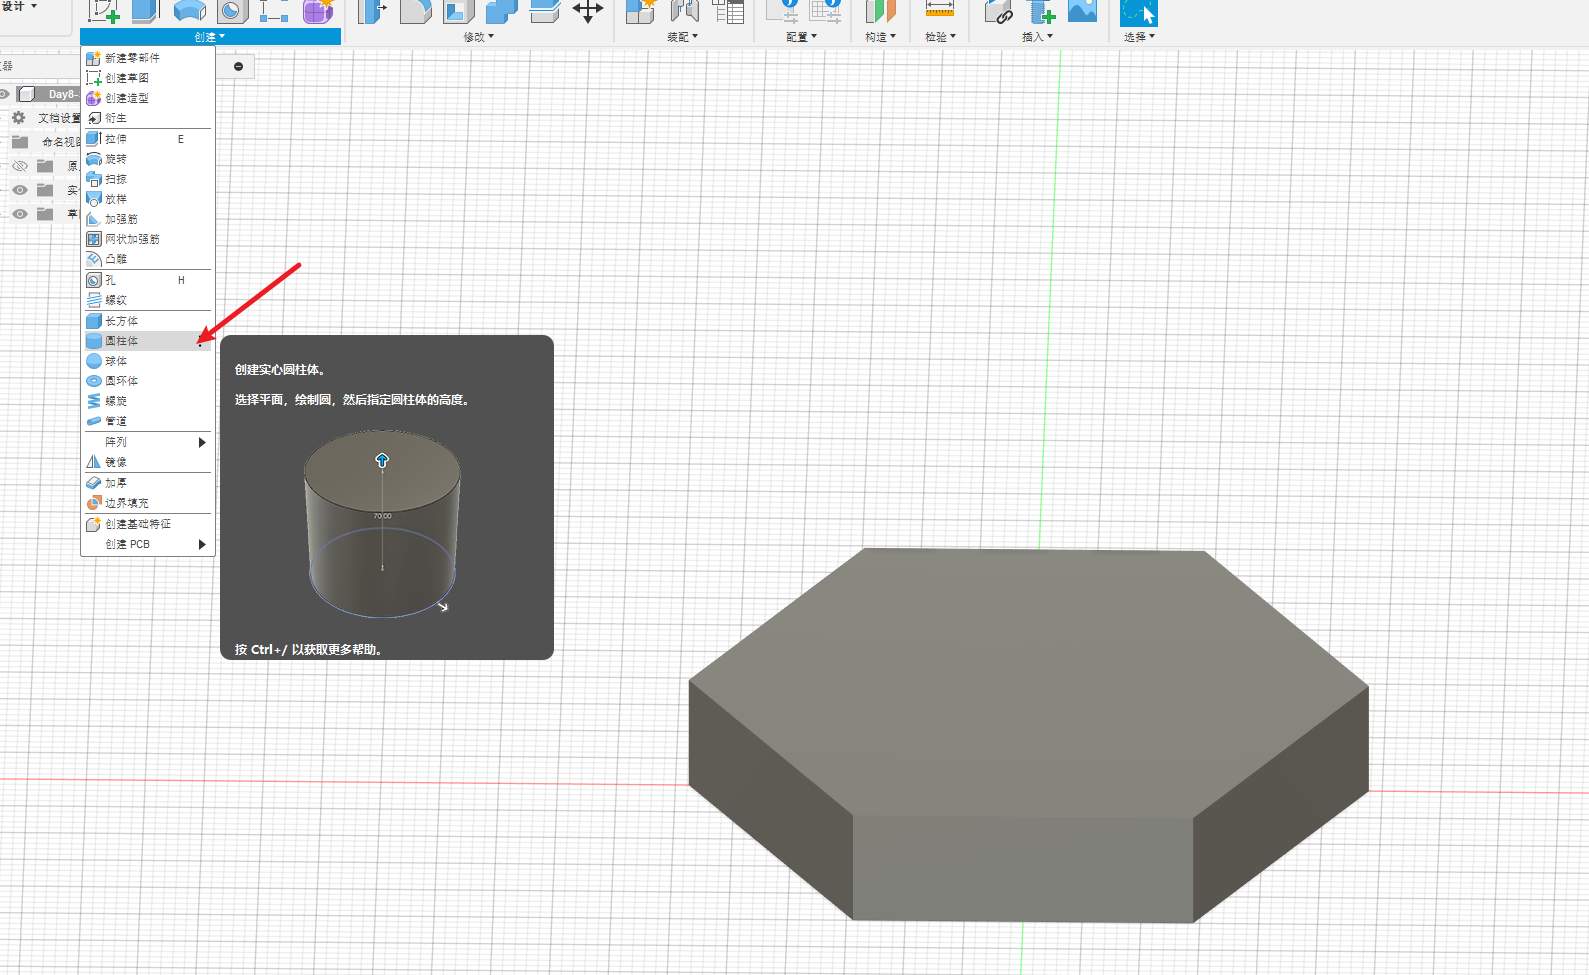 设计
创建
修改
装配
配置
构造
检验
插入
选择
器
Day8-
文档设置
命名视图
原
实
草
新建零部件
创建草图
创建造型
衍生
拉伸 E
旋转
扫掠
放样
加强筋
网状加强筋
凸雕
孔 H
螺纹
长方体
圆柱体
球体
圆环体
螺旋
管道
阵列
镜像
加厚
边界填充
创建基础特征
创建 PCB
创建实心圆柱体。
选择平面，绘制圆，然后指定圆柱体的高度。
70.00
按 Ctrl+/ 以获取更多帮助。